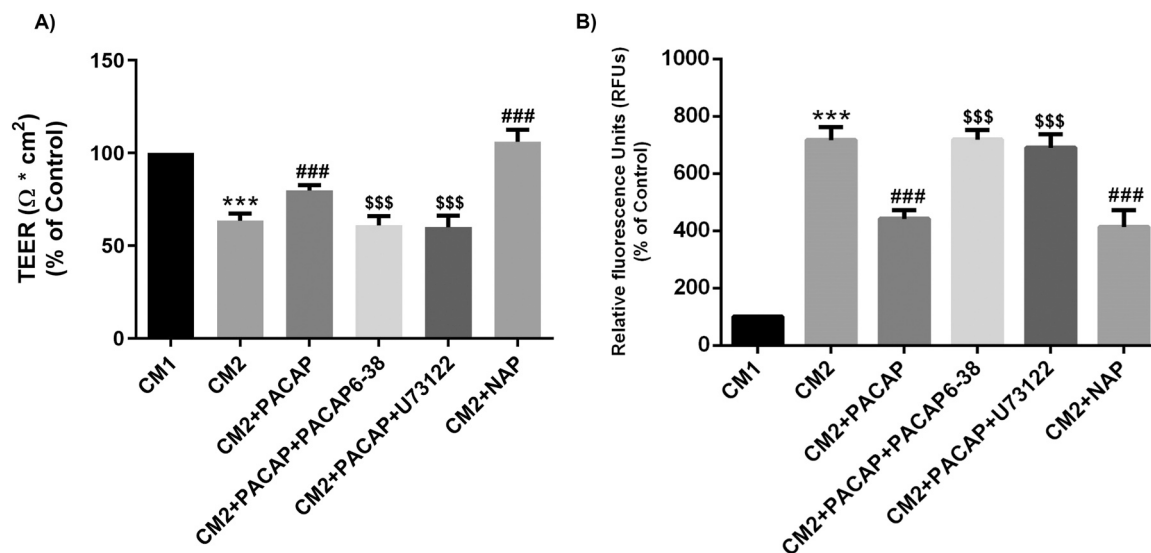 A)
TEER (Ω * cm²)
(% of Control)
150
100
50
0
***
###
$$$
$$$
###
CM1
CM2
CM2+PACAP
CM2+PACAP+PACAP6-38
CM2+PACAP+U73122
CM2+NAP
B)
Relative fluorescence Units (RFUs)
(% of Control)
1000
800
600
400
200
0
***
###
$$$
$$$
###
CM1
CM2
CM2+PACAP
CM2+PACAP+PACAP6-38
CM2+PACAP+U73122
CM2+NAP